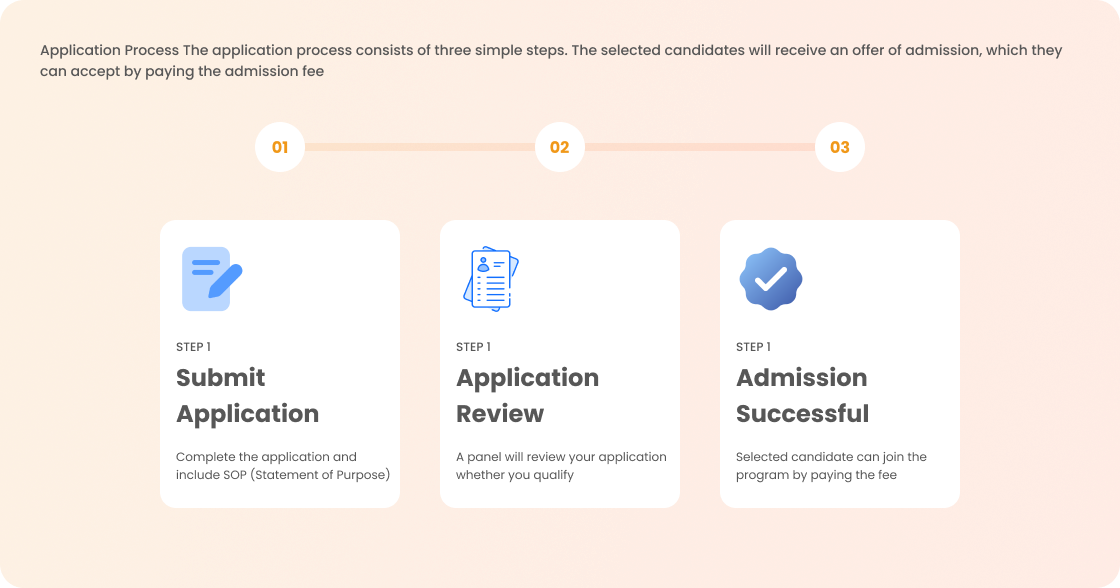 Application Process The application process consists of three simple steps. The selected candidates will receive an offer of admission, which they
can accept by paying the admission fee
01
02
03
STEP 1
Submit
Application
Complete the application and
include SOP (Statement of Purpose)
STEP 1
Application
Review
A panel will review your application
whether you qualify
STEP 1
Admission
Successful
Selected candidate can join the
program by paying the fee